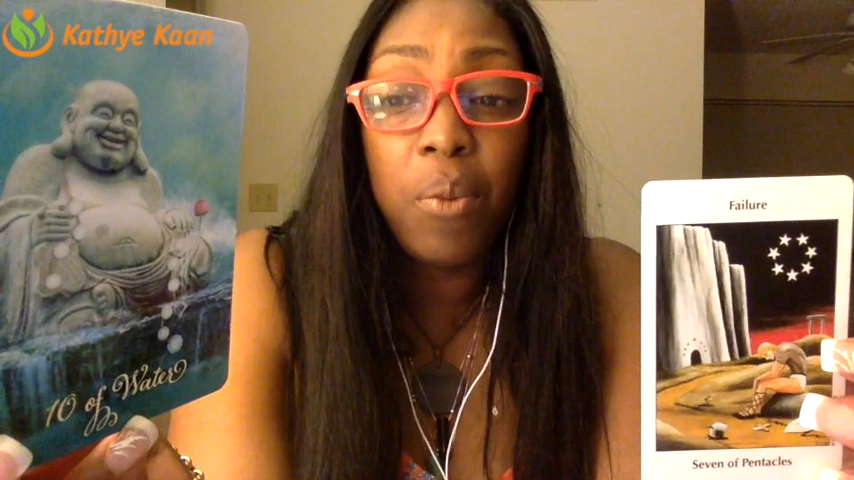 Kathye Kaan
10 of Water
Failure
Seven of Pentacles